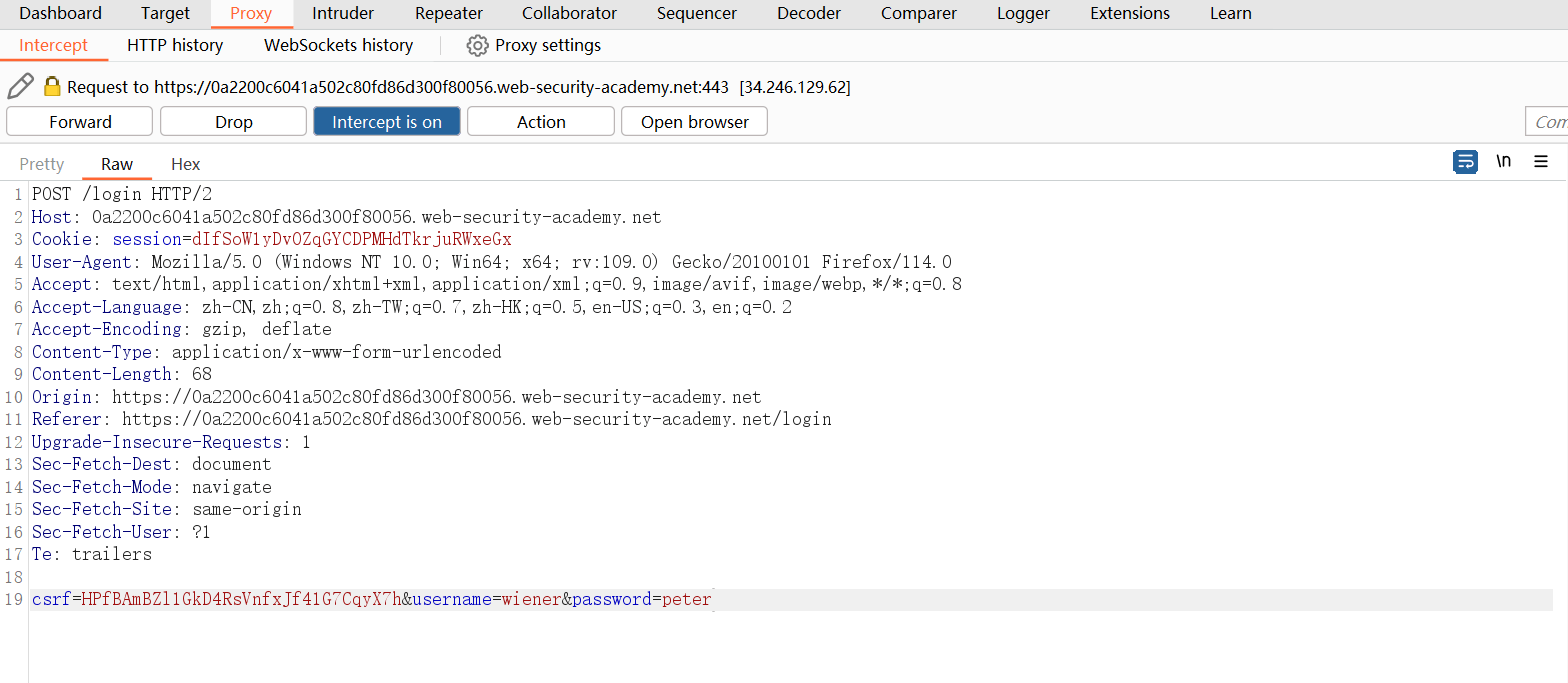 Dashboard Target Proxy Intruder Repeater Collaborator Sequencer Decoder Comparer Logger Extensions Learn
Intercept HTTP history WebSockets history Proxy settings
Request to https://0a2200c6041a502c80fd86d300f80056.web-security-academy.net:443 [34.246.129.62]
Forward Drop Intercept is on Action Open browser Com
Pretty Raw Hex \n
1 POST /login HTTP/2
2 Host: 0a2200c6041a502c80fd86d300f80056.web-security-academy.net
3 Cookie: session=dIfSoW1yDvOZqGYCDPMHdTkrjuRWxeGx
4 User-Agent: Mozilla/5.0 (Windows NT 10.0; Win64; x64; rv:109.0) Gecko/20100101 Firefox/114.0
5 Accept: text/html,application/xhtml+xml,application/xml;q=0.9,image/avif,image/webp,*/*;q=0.8
6 Accept-Language: zh-CN,zh;q=0.8,zh-TW;q=0.7,zh-HK;q=0.5,en-US;q=0.3,en;q=0.2
7 Accept-Encoding: gzip, deflate
8 Content-Type: application/x-www-form-urlencoded
9 Content-Length: 68
10 Origin: https://0a2200c6041a502c80fd86d300f80056.web-security-academy.net
11 Referer: https://0a2200c6041a502c80fd86d300f80056.web-security-academy.net/login
12 Upgrade-Insecure-Requests: 1
13 Sec-Fetch-Dest: document
14 Sec-Fetch-Mode: navigate
15 Sec-Fetch-Site: same-origin
16 Sec-Fetch-User: ?1
17 Te: trailers
18
19 csrf=HPfBAmBZl1GkD4RsVnfxJf41G7CqyX7h&username=wiener&password=peter